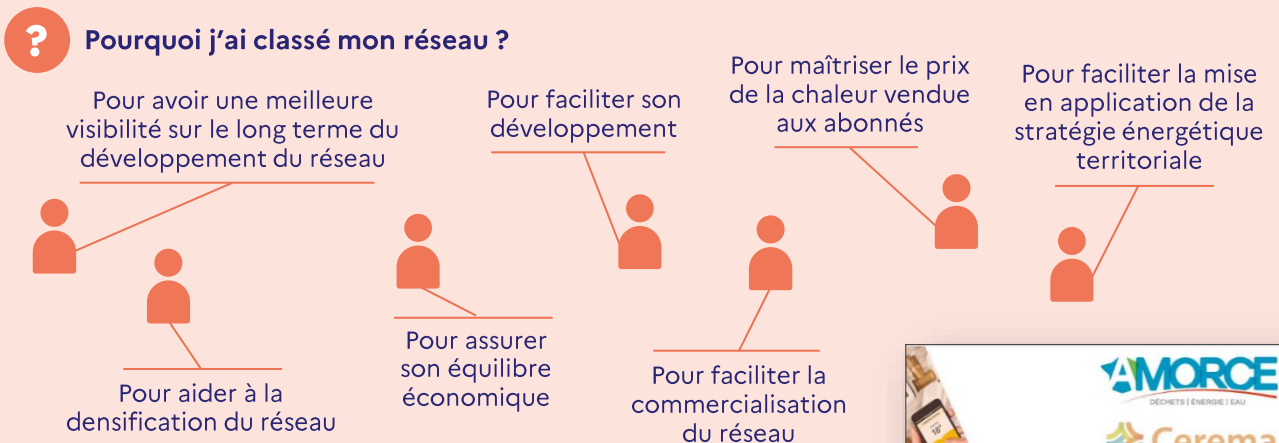 ?
Pourquoi j'ai classé mon réseau ?
Pour avoir une meilleure
visibilité sur le long terme du
développement du réseau
Pour faciliter son
développement
Pour maîtriser le prix
de la chaleur vendue
aux abonnés
Pour faciliter la mise
en application de la
stratégie énergétique
territoriale
Pour aider à la
densification du réseau
Pour assurer
son équilibre
économique
Pour faciliter la
commercialisation
du réseau
AMORCE
DÉCHETS | ÉNERGIE | EAU
Cerema